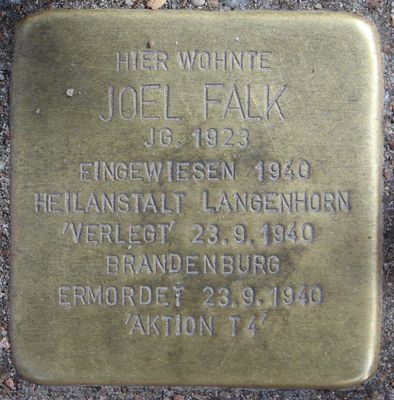 HIER WOHNTE
JOEL FALK
JG. 1923
EINGEWIESEN 1940
HEILANSTALT LANGENHORN
'VERLEGT' 23.9.1940
BRANDENBURG
ERMORDET 23.9.1940
'AKTION T4'